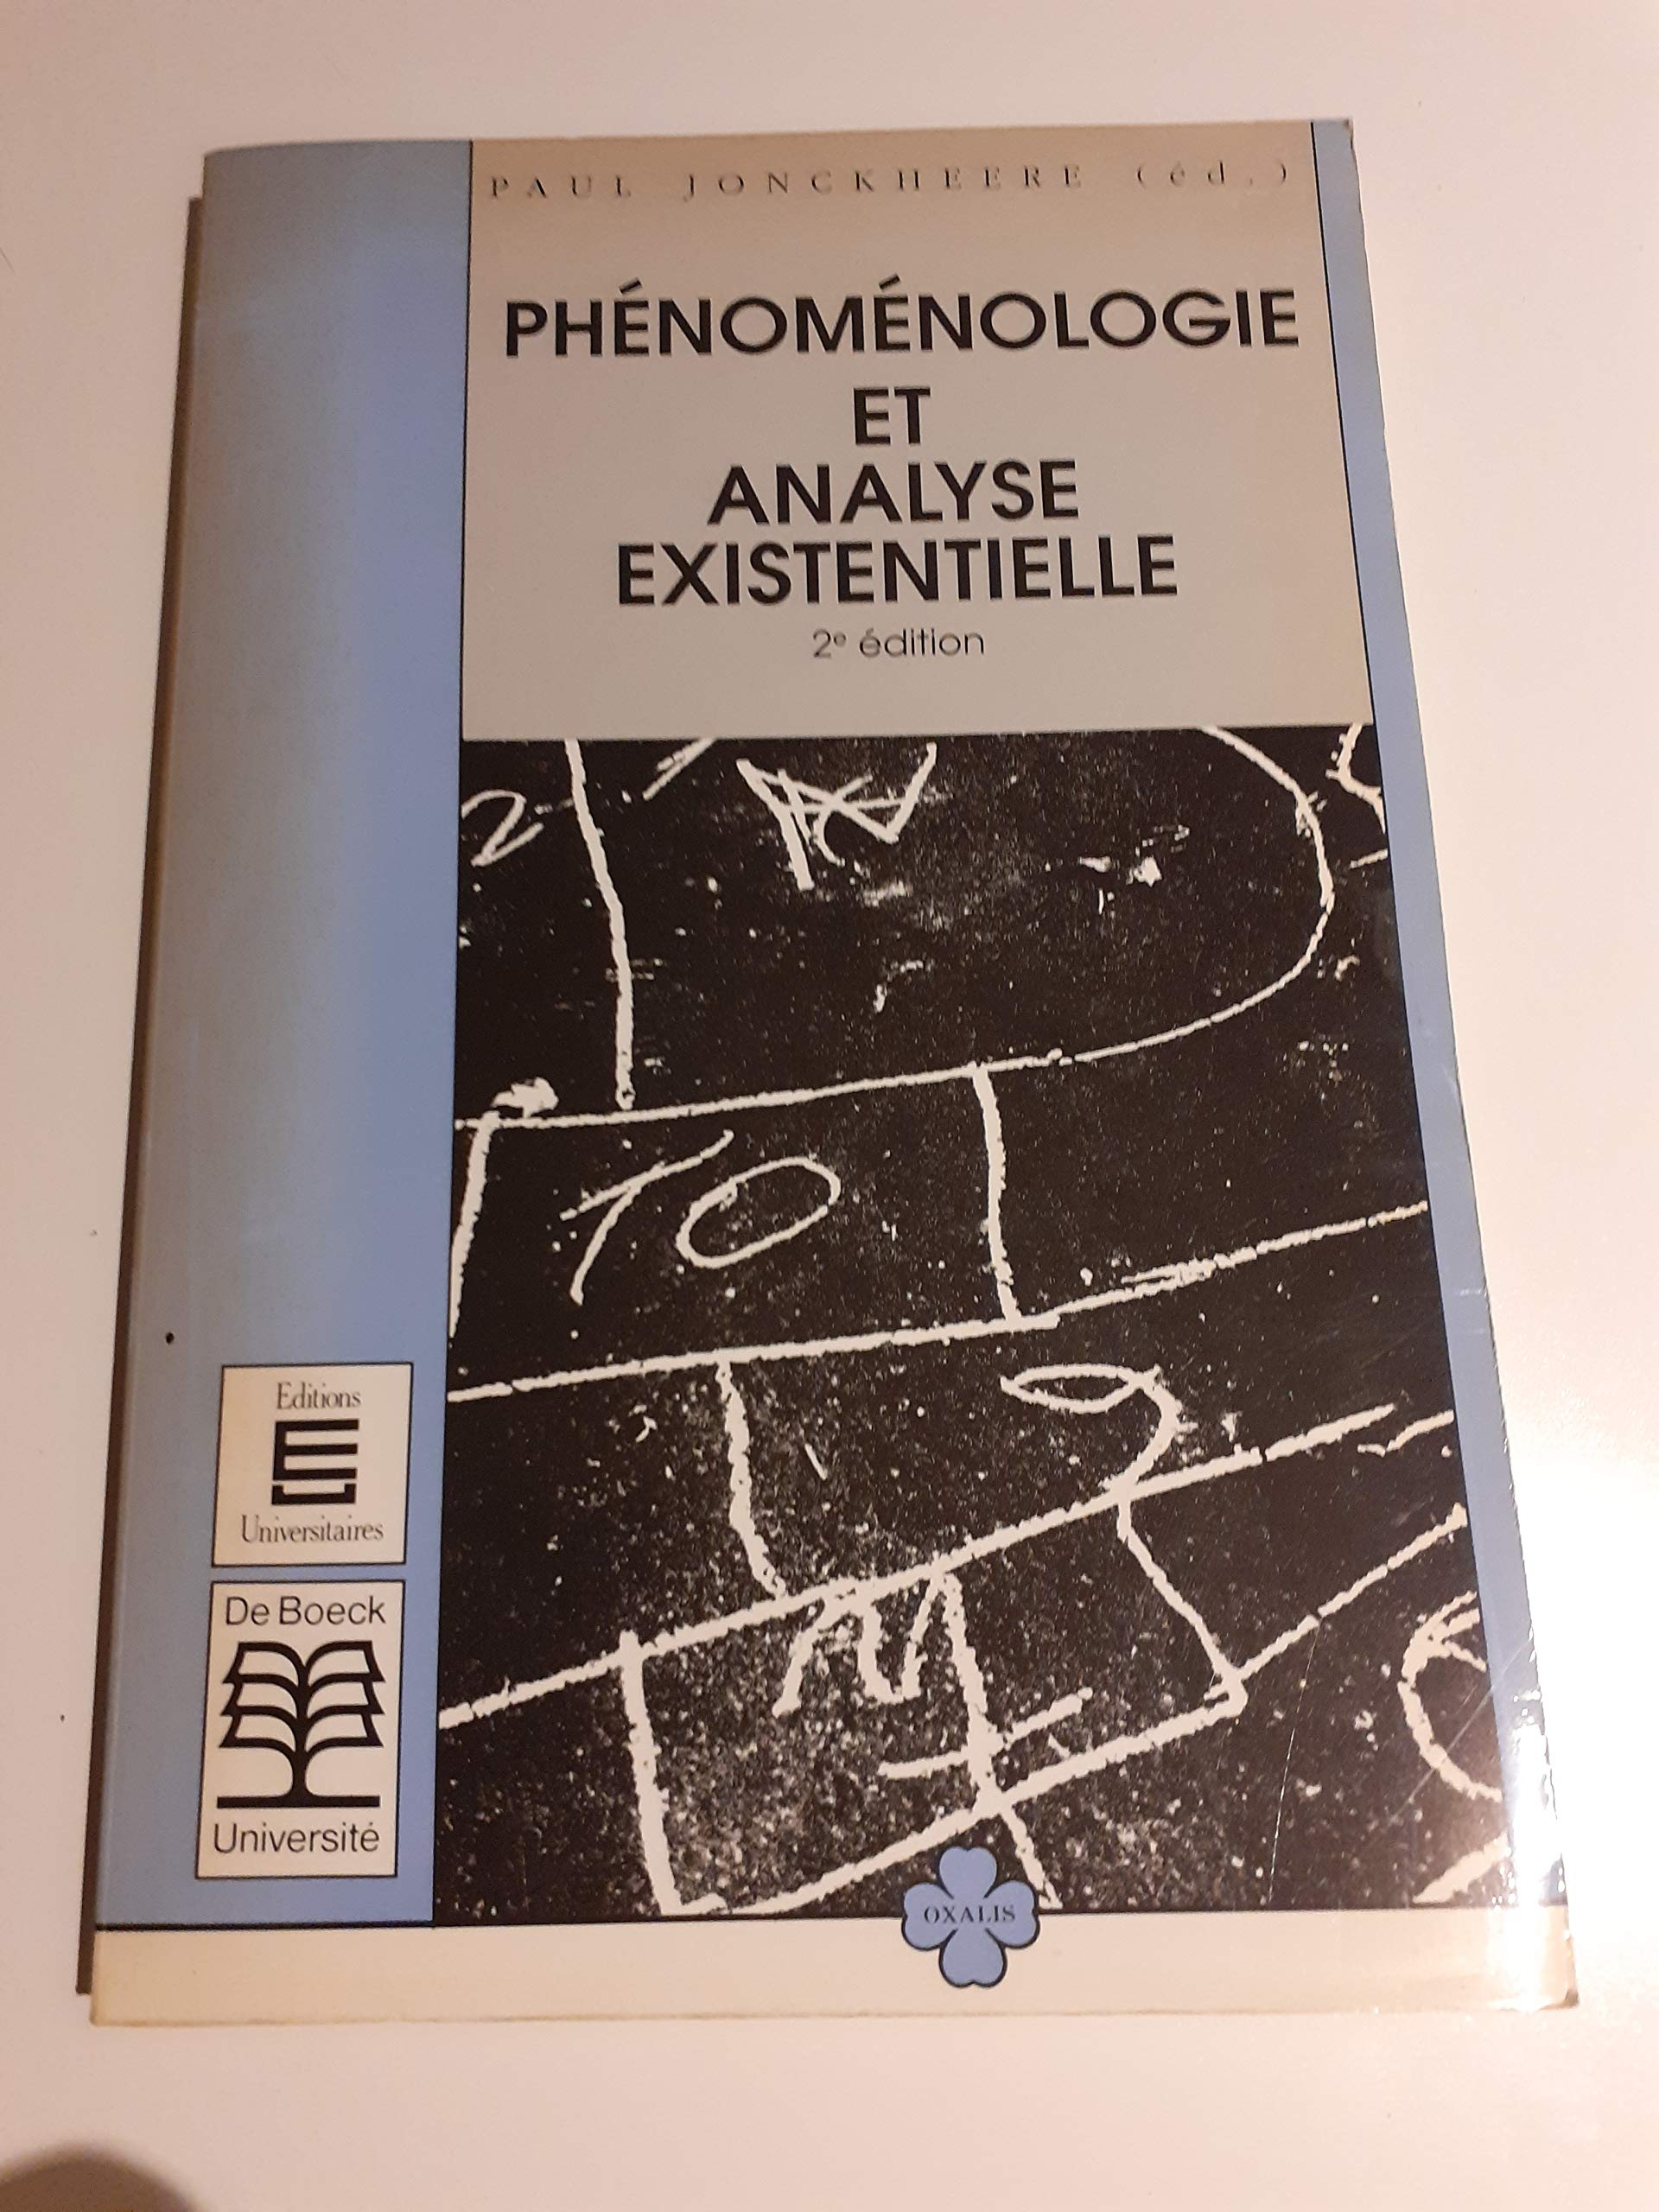 PAUL JONCKHEERE (éd.)
PHÉNOMÉNOLOGIE
ET
ANALYSE
EXISTENTIELLE
2e édition
10
Editions
Universitaires
De Boeck
Université
OXALIS